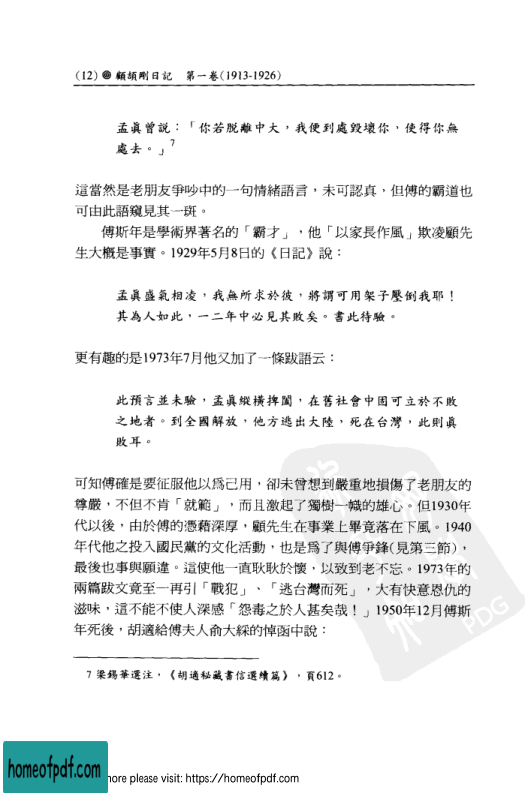 (12) ◎ 顧頡剛日記　第一卷(1913-1926)
孟眞曾說：「你若脫離中大，我便到處毀壞你，使得你無
處去。」7
這當然是老朋友爭吵中的一句情緒語言，未可認真，但傅的霸道也
可由此語窺見其一斑。
傅斯年是學術界著名的「霸才」，他「以家長作風」欺凌顧先
生大概是事實。1929年5月8日的《日記》說：
孟眞盛氣相凌，我無所求於彼，將謂可用架子壓倒我耶！
其為人如此，一二年中必見其敗矣。書此待驗。
更有趣的是1973年7月他又加了一條跋語云：
此預言並未驗，孟眞縱橫捭闔，在舊社會中固可立於不敗
之地者。到全國解放，他方逃出大陸，死在台灣，此則眞
敗耳。
可知傅確是要征服他以爲己用，卻未曾想到嚴重地損傷了老朋友的
尊嚴，不但不肯「就範」，而且激起了獨樹一幟的雄心。但1930年
代以後，由於傅的憑藉深厚，顧先生在事業上畢竟落在下風。1940
年代他之投入國民黨的文化活動，也是爲了與傅爭鋒(見第三節)，
最後也事與願違。這使他一直耿耿於懷，以致到老不忘。1973年的
兩篇跋文竟至一再引「戰犯」、「逃台灣而死」，大有快意恩仇的
滋味，這不能不使人深感「怨毒之於人甚矣哉！」1950年12月傅斯
年死後，胡適給傅夫人俞大綵的悼函中說：
7 梁錫華選注，《胡適秘藏書信選續篇》，頁612。
PDG
homeofpdf.com
more please visit: https://homeofpdf.com